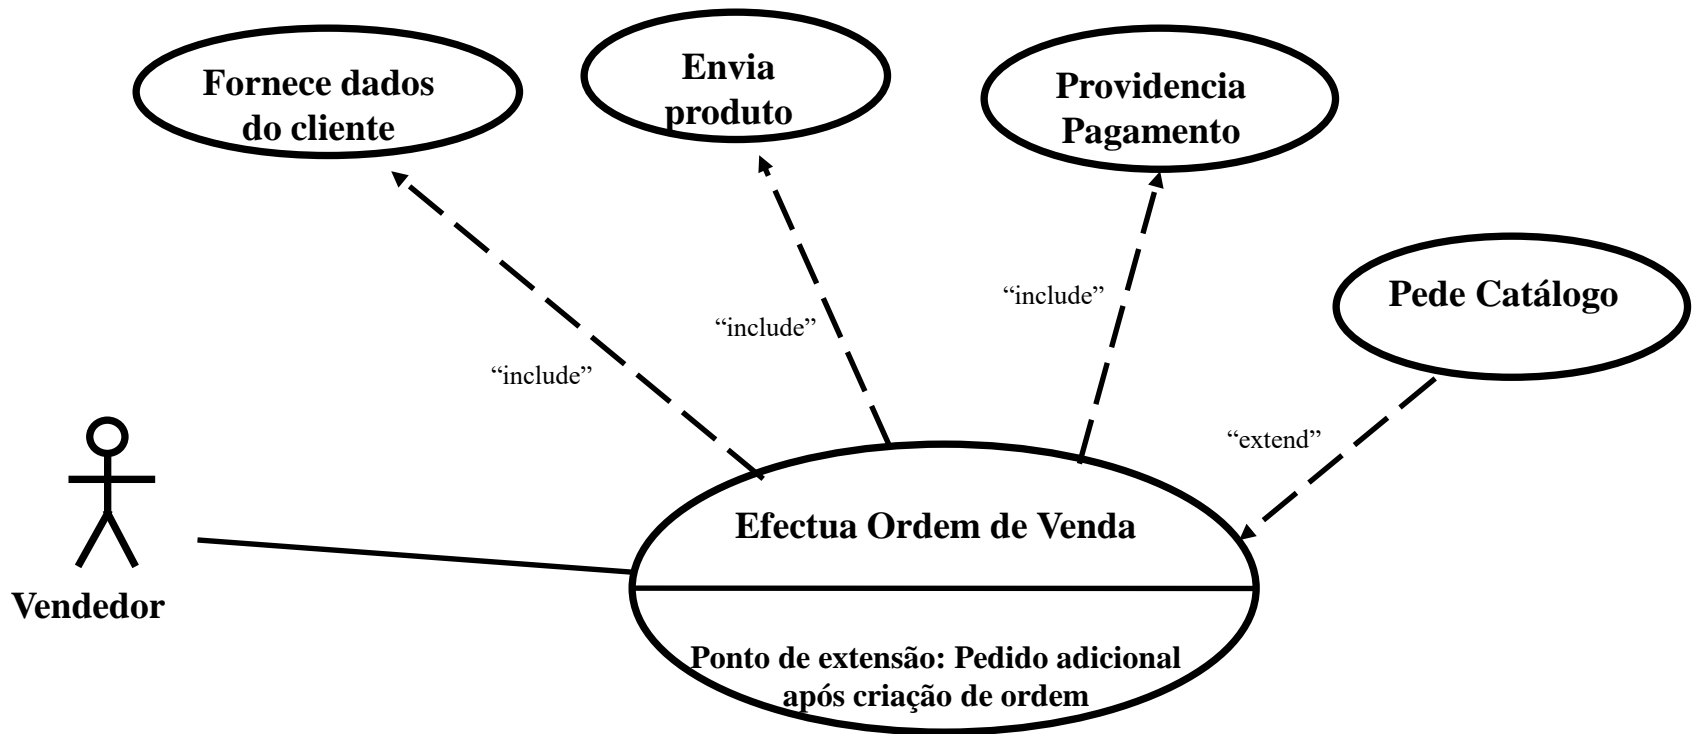 Fornece dados
do cliente
Envia
produto
Providencia
Pagamento
Pede Catálogo
“include”
“include”
“include”
“extend”
Efectua Ordem de Venda
Vendedor
Ponto de extensão: Pedido adicional
após criação de ordem